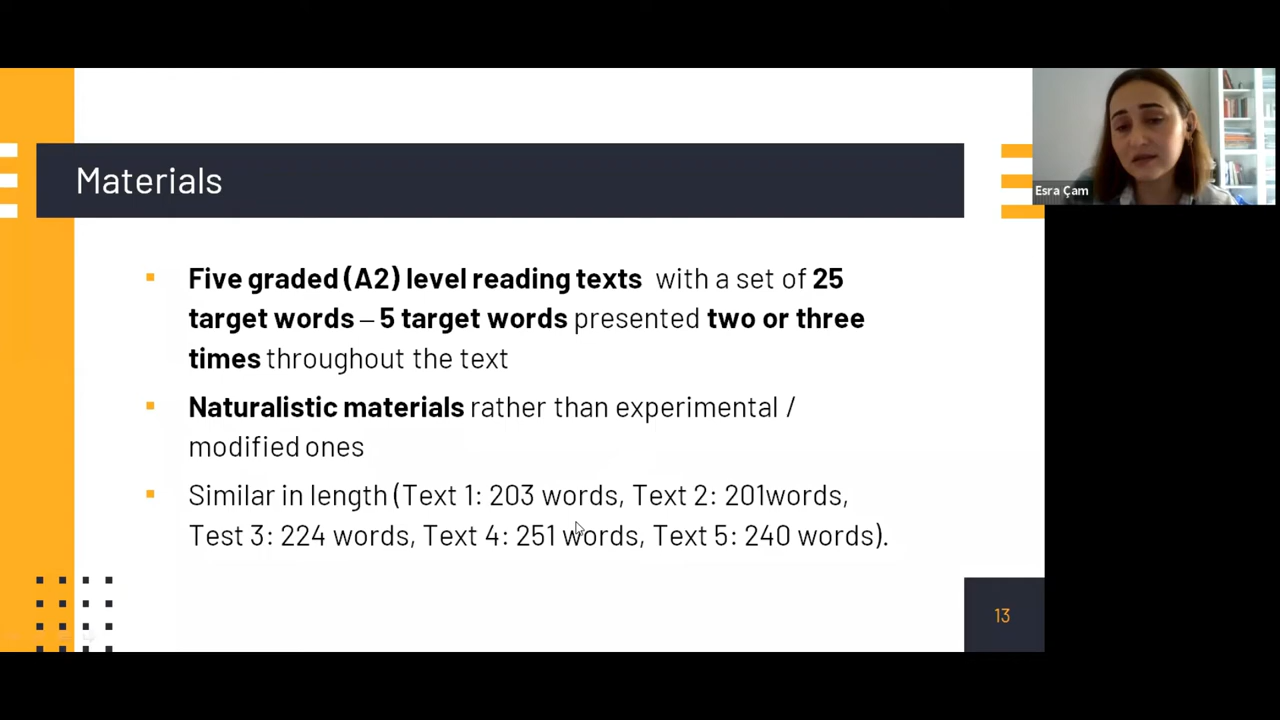 Materials
Esra Çam
Five graded (A2) level reading texts with a set of 25
target words – 5 target words presented two or three
times throughout the text
Naturalistic materials rather than experimental /
modified ones
Similar in length (Text 1: 203 words, Text 2: 201words,
Test 3: 224 words, Text 4: 251 words, Text 5: 240 words).
13